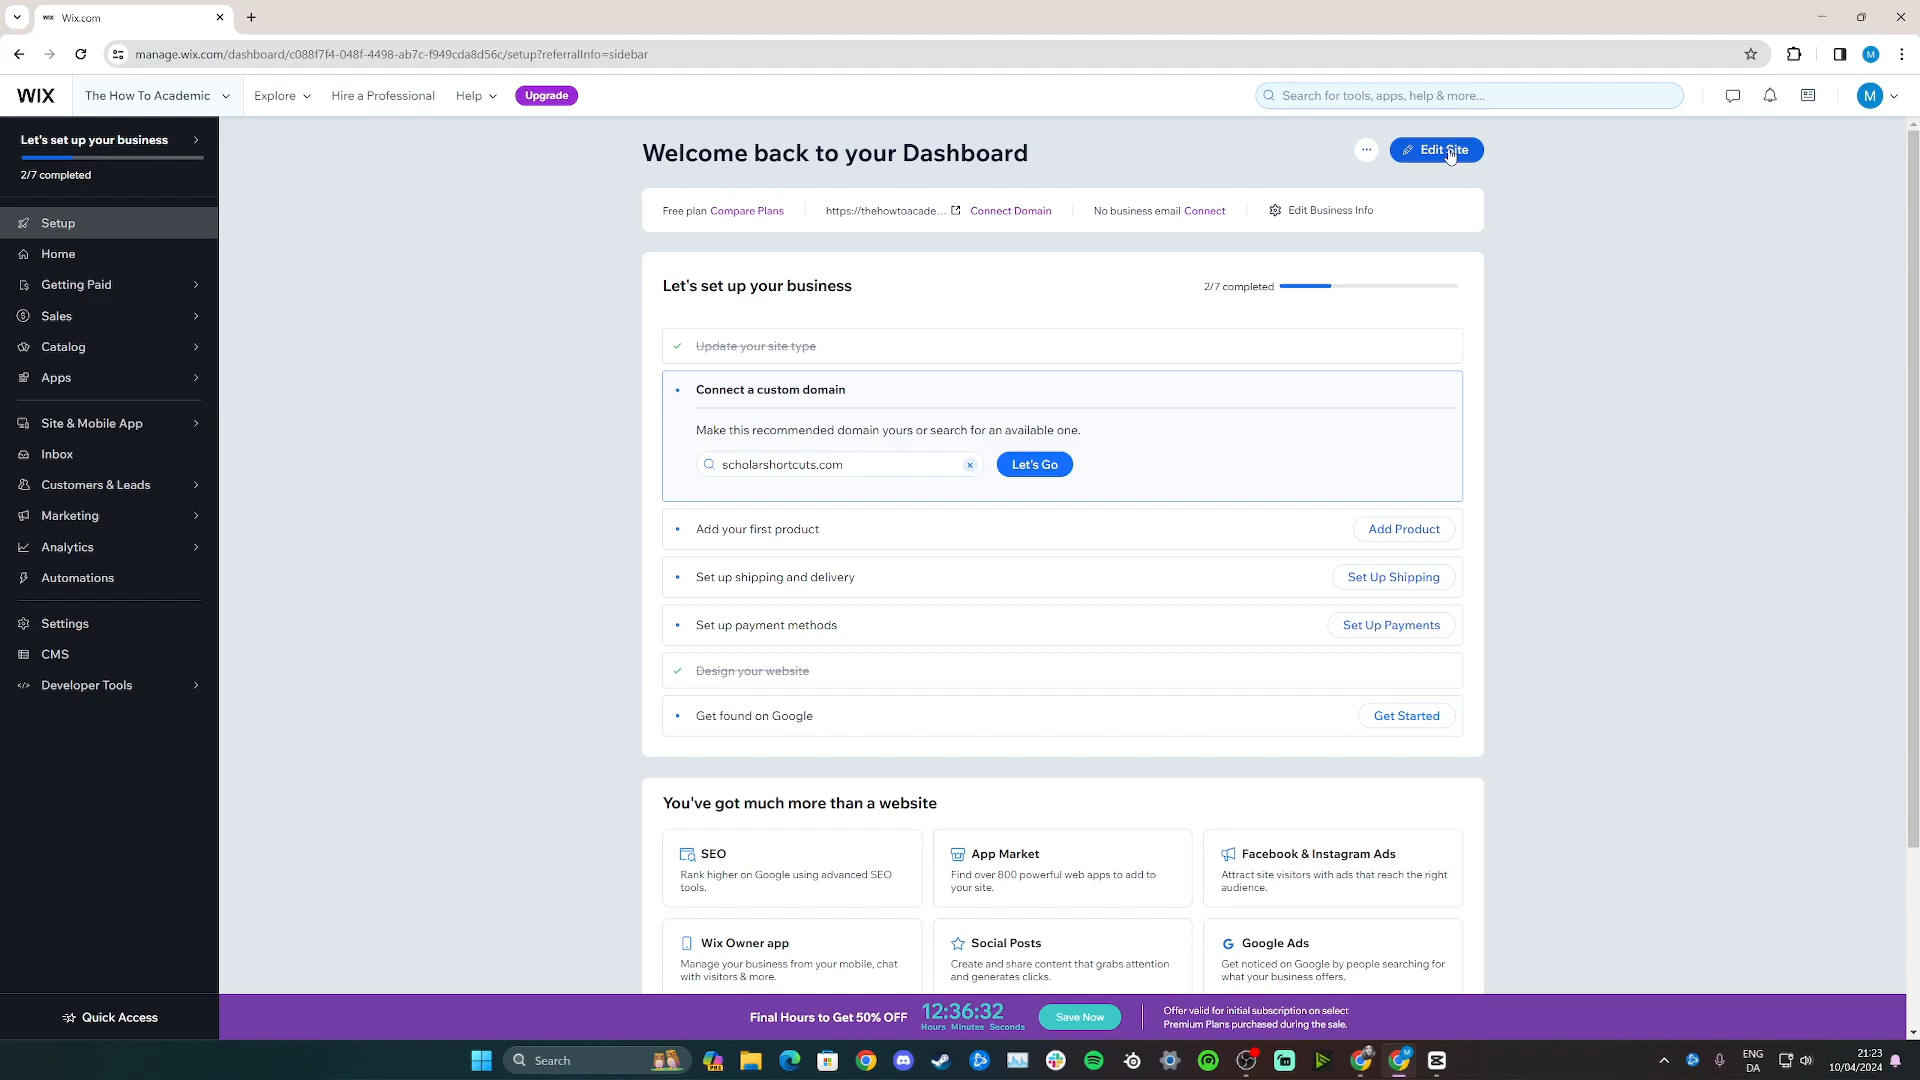 Wix.com
manage.wix.com/dashboard/c088f7f4-048f-4498-ab7c-f949cda8d56c/setup?referralInfo=sidebar
M
WIX
The How To Academic
Explore
Hire a Professional
Help
Upgrade
Search for tools, apps, help & more...
M
Let's set up your business
2/7 completed
Setup
Home
Getting Paid
Sales
Catalog
Apps
Site & Mobile App
Inbox
Customers & Leads
Marketing
Analytics
Automations
Settings
CMS
Developer Tools
Quick Access
Welcome back to your Dashboard
Edit Site
Free plan Compare Plans
https://thehowtoacade... Connect Domain
No business email Connect
Edit Business Info
Let's set up your business
2/7 completed
Update your site type
Connect a custom domain
Make this recommended domain yours or search for an available one.
scholarshortcuts.com
Let's Go
Add your first product
Add Product
Set up shipping and delivery
Set Up Shipping
Set up payment methods
Set Up Payments
Design your website
Get found on Google
Get Started
You've got much more than a website
SEO
Rank higher on Google using advanced SEO
tools.
App Market
Find over 800 powerful web apps to add to
your site.
Facebook & Instagram Ads
Attract site visitors with ads that reach the right
audience.
Wix Owner app
Manage your business from your mobile, chat
with visitors & more.
Social Posts
Create and share content that grabs attention
and generates clicks.
Google Ads
Get noticed on Google by people searching for
what your business offers.
Final Hours to Get 50% OFF
12:36:32
Hours Minutes Seconds
Save Now
Offer valid for initial subscription on select
Premium Plans purchased during the sale.
Search
ENG
DA
21:23
10/04/2024